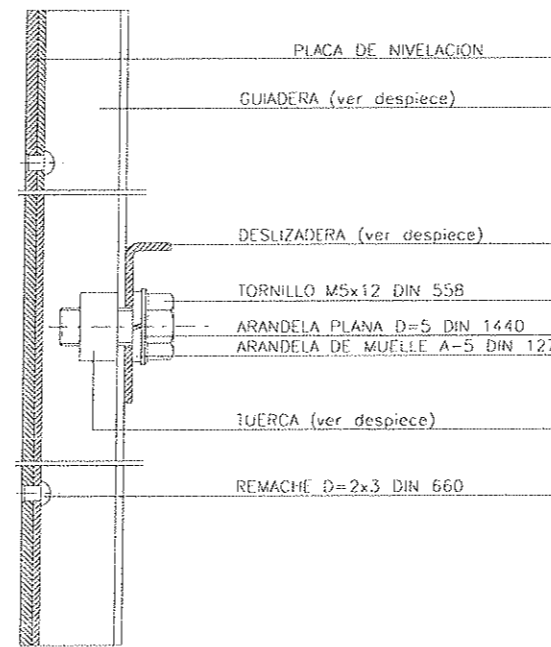 PLACA DE NIVELACION
GUIADERA (ver despiece)
DESLIZADERA (ver despiece)
TORNILLO M5x12 DIN 558
ARANDELA PLANA D=5 DIN 1440
ARANDELA DE MUELLE A-5 DIN 127
TUERCA (ver despiece)
REMACHE D=2x3 DIN 660